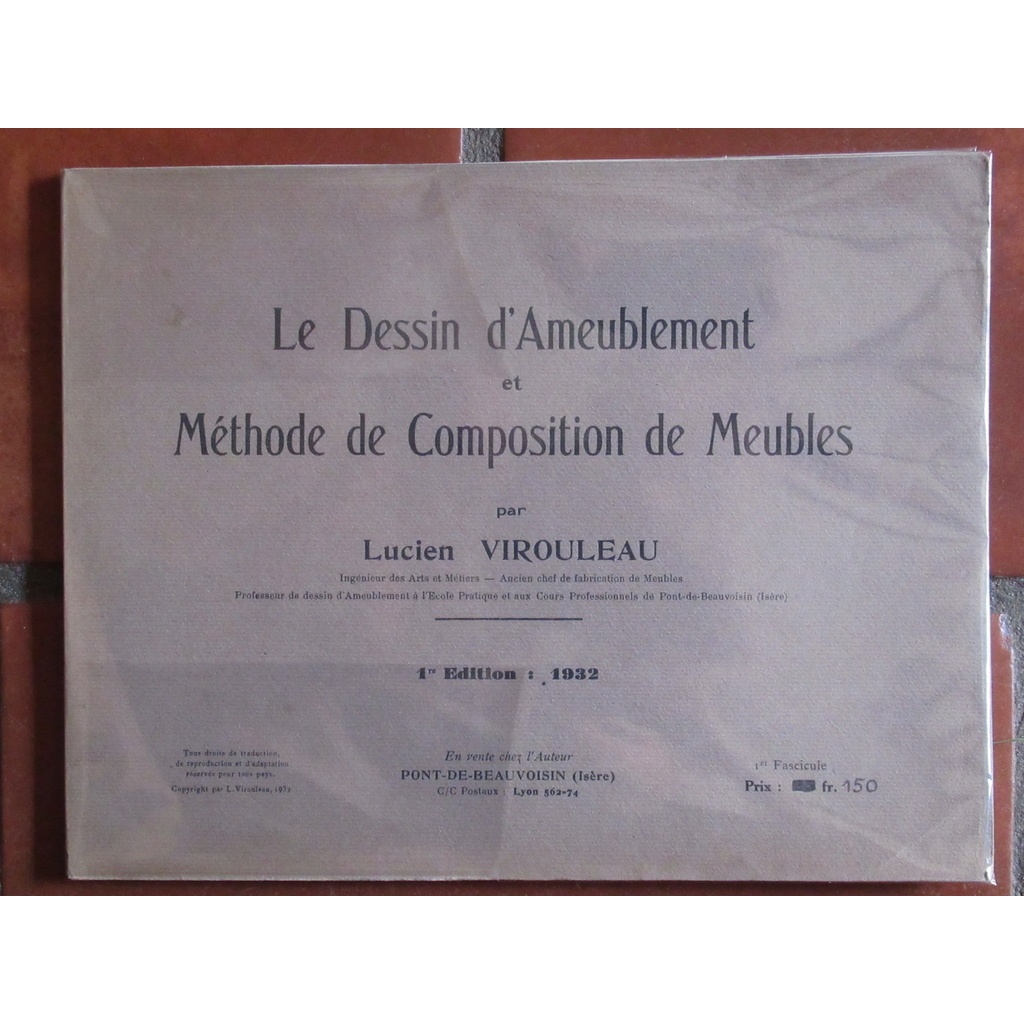 Le Dessin d'Ameublement
et
Méthode de Composition de Meubles
par
Lucien VIROULEAU
Ingénieur des Arts et Métiers — Ancien chef de fabrication de Meubles
Professeur de dessin d'Ameublement à l'Ecole Pratique et aux Cours Professionnels de Pont-de-Beauvoisin (Isère)
1re Edition : 1932
Tous droits de traduction,
de reproduction et d'adaptation
réservés pour tous pays.
Copyright par L. Virouleau, 1932
En vente chez l'Auteur
PONT-DE-BEAUVOISIN (Isère)
C/C Postaux : Lyon 562-74
1er Fascicule
Prix : fr. 150